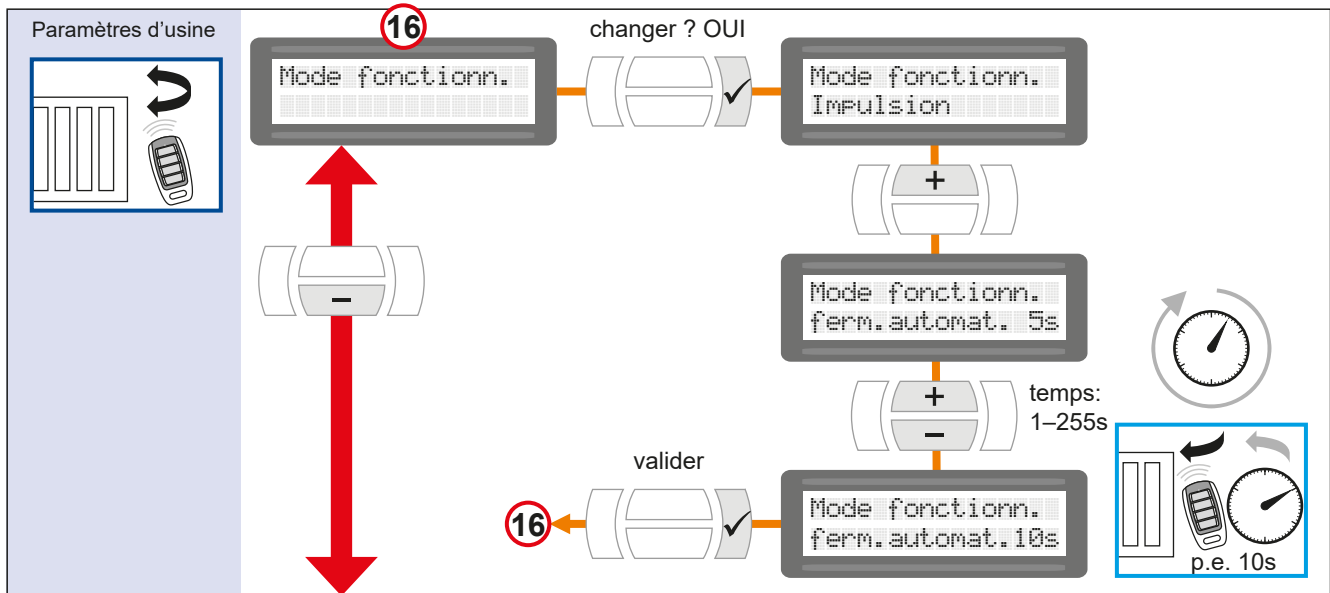 Paramètres d'usine
16
changer ? OUI
Mode fonctionn.
Mode fonctionn.
Impulsion
+
−
Mode fonctionn.
ferm.automat. 5s
+
−
temps:
1–255s
valider
16
Mode fonctionn.
ferm.automat.10s
p.e. 10s